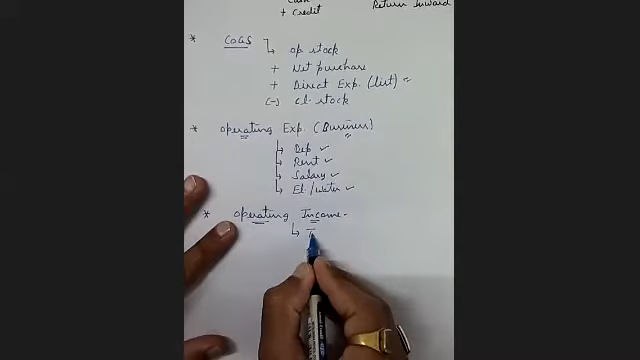 Cash
+ Credit
Return Inward
* COGS
↳ op stock
+ Net purchase
+ Direct Exp. (list)
(-) cl. stock
* Operating Exp. (Business)
→ Dep ✓
→ Rent ✓
→ Salary ✓
→ El./water ✓
* Operating Income-